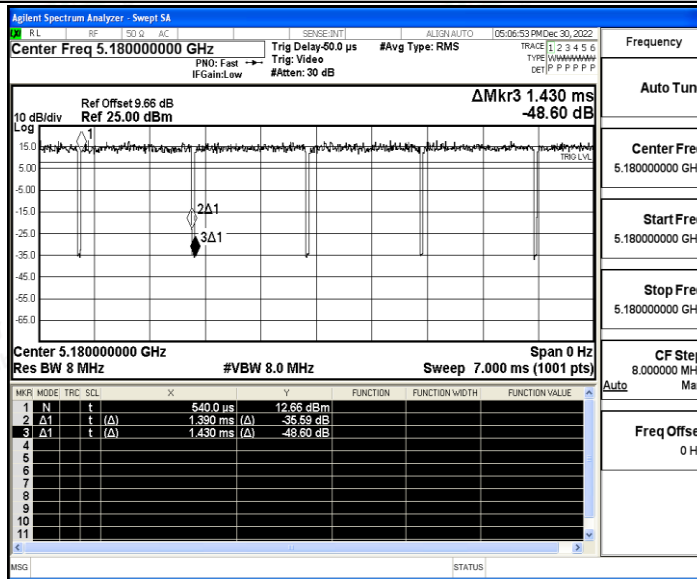 Agilent Spectrum Analyzer - Swept SA
LXI RL RF 50 Ω AC SENSE:INT ALIGN AUTO 05:06:53 PM Dec 30, 2022
Center Freq 5.180000000 GHz
PNO: Fast
IFGain:Low
Trig Delay-50.0 µs
Trig: Video
#Atten: 30 dB
#Avg Type: RMS
TRACE 1 2 3 4 5 6
TYPE WWWWWW
DET P P P P P P
Frequency
Auto Tun
ΔMkr3 1.430 ms
-48.60 dB
Ref Offset 9.66 dB
10 dB/div Ref 25.00 dBm
Log
15.0
5.00
-5.00
-15.0
-25.0
-35.0
-45.0
-55.0
-65.0
1
2Δ1
3Δ1
TRIG LVL
Center Fre
5.180000000 GH
Start Fre
5.180000000 GH
Stop Fre
5.180000000 GH
Center 5.180000000 GHz Span 0 Hz
Res BW 8 MHz #VBW 8.0 MHz Sweep 7.000 ms (1001 pts)
CF Step
8.000000 MH
Auto Ma
MKR MODE TRC SCL X Y FUNCTION FUNCTION WIDTH FUNCTION VALUE
1 N t 540.0 µs 12.66 dBm
2 Δ1 t (Δ) 1.390 ms (Δ) -35.59 dB
3 Δ1 t (Δ) 1.430 ms (Δ) -48.60 dB
4
5
6
7
8
9
10
11
Freq Offse
0 H
MSG STATUS